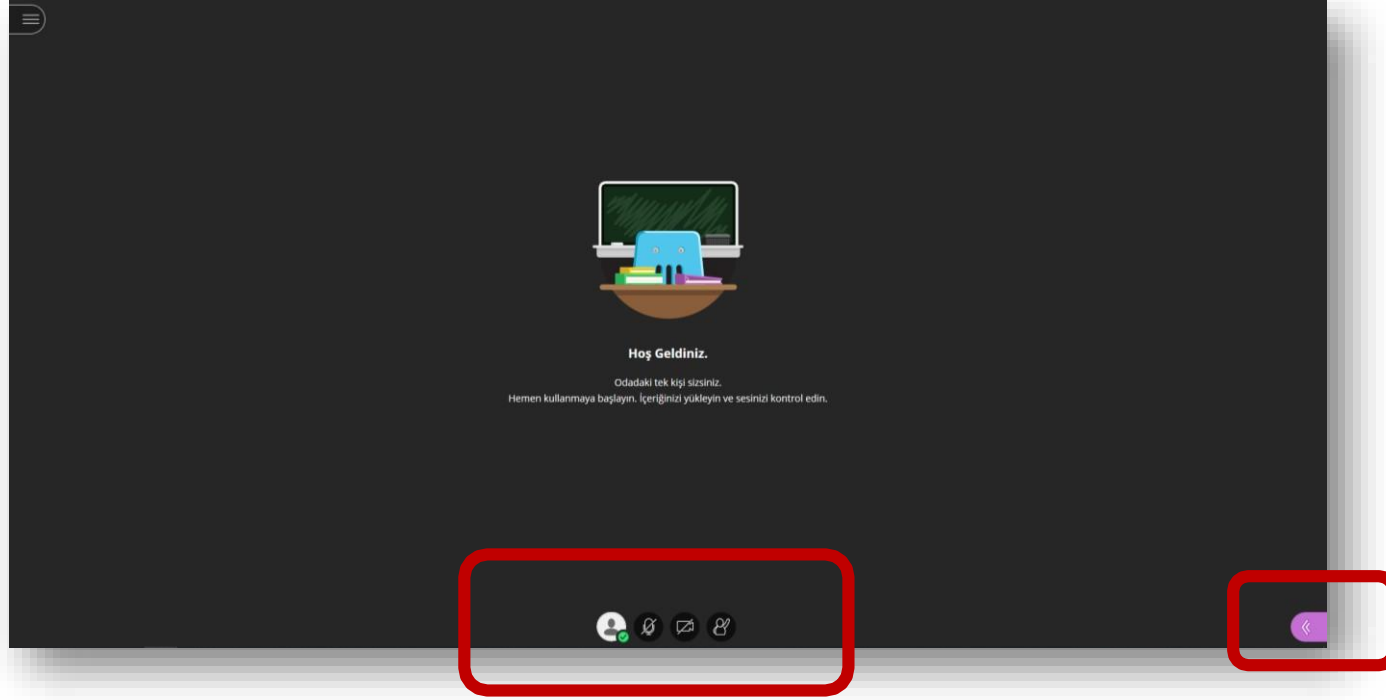 Hoş Geldiniz.
Odadaki tek kişi sizsiniz.
Hemen kullanmaya başlayın. İçeriğinizi yükleyin ve sesinizi kontrol edin.